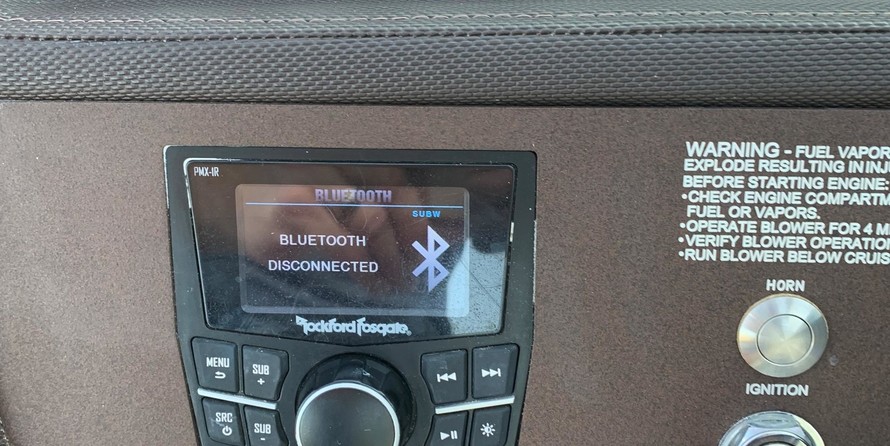 PMX-1R
BLUETOOTH
SUBW
BLUETOOTH
DISCONNECTED
Rockford Fosgate®
MENU
SUB
+
SRC
SUB
-
WARNING - FUEL VAPOR
EXPLODE RESULTING IN INJ
BEFORE STARTING ENGINE:
•CHECK ENGINE COMPARTM
FUEL OR VAPORS.
•OPERATE BLOWER FOR 4 M
•VERIFY BLOWER OPERATION
•RUN BLOWER BELOW CRUIS
HORN
IGNITION